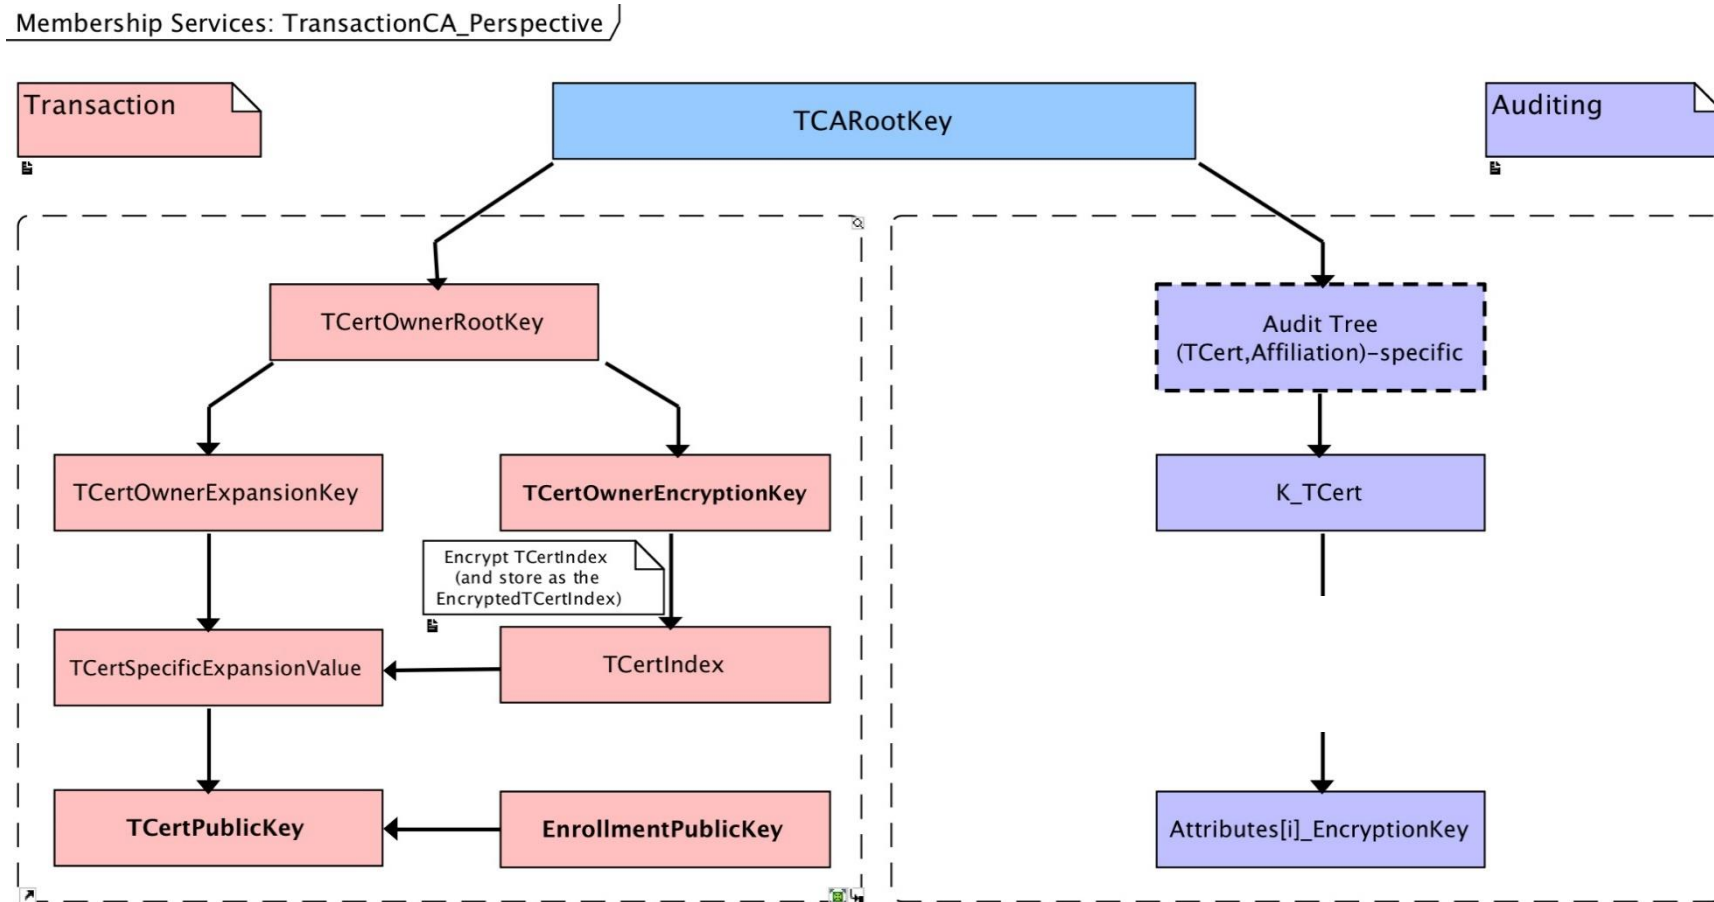 Membership Services: TransactionCA_Perspective
Transaction
TCARootKey
Auditing
TCertOwnerRootKey
Audit Tree
(TCert,Affiliation)-specific
TCertOwnerExpansionKey
TCertOwnerEncryptionKey
K_TCert
Encrypt TCertIndex
(and store as the
EncryptedTCertIndex)
TCertSpecificExpansionValue
TCertIndex
TCertPublicKey
EnrollmentPublicKey
Attributes[i]_EncryptionKey